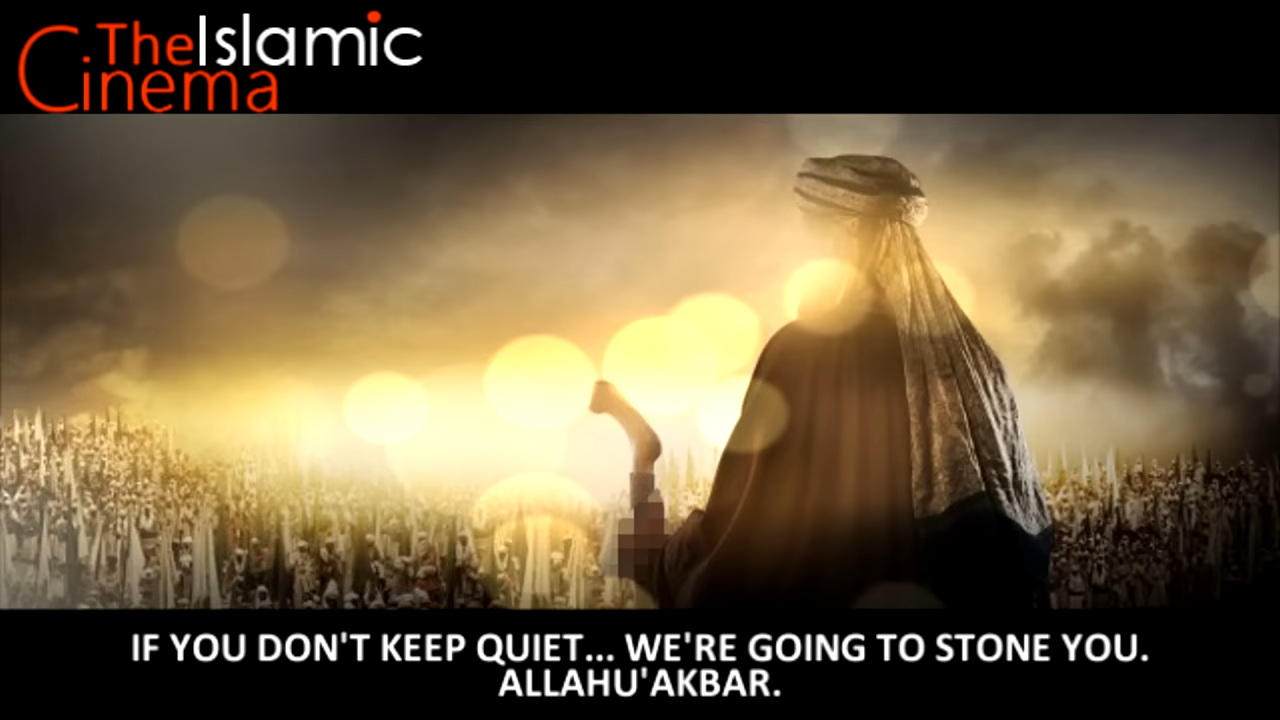 TheIslamic
Cinema
IF YOU DON'T KEEP QUIET... WE'RE GOING TO STONE YOU.
ALLAHU'AKBAR.